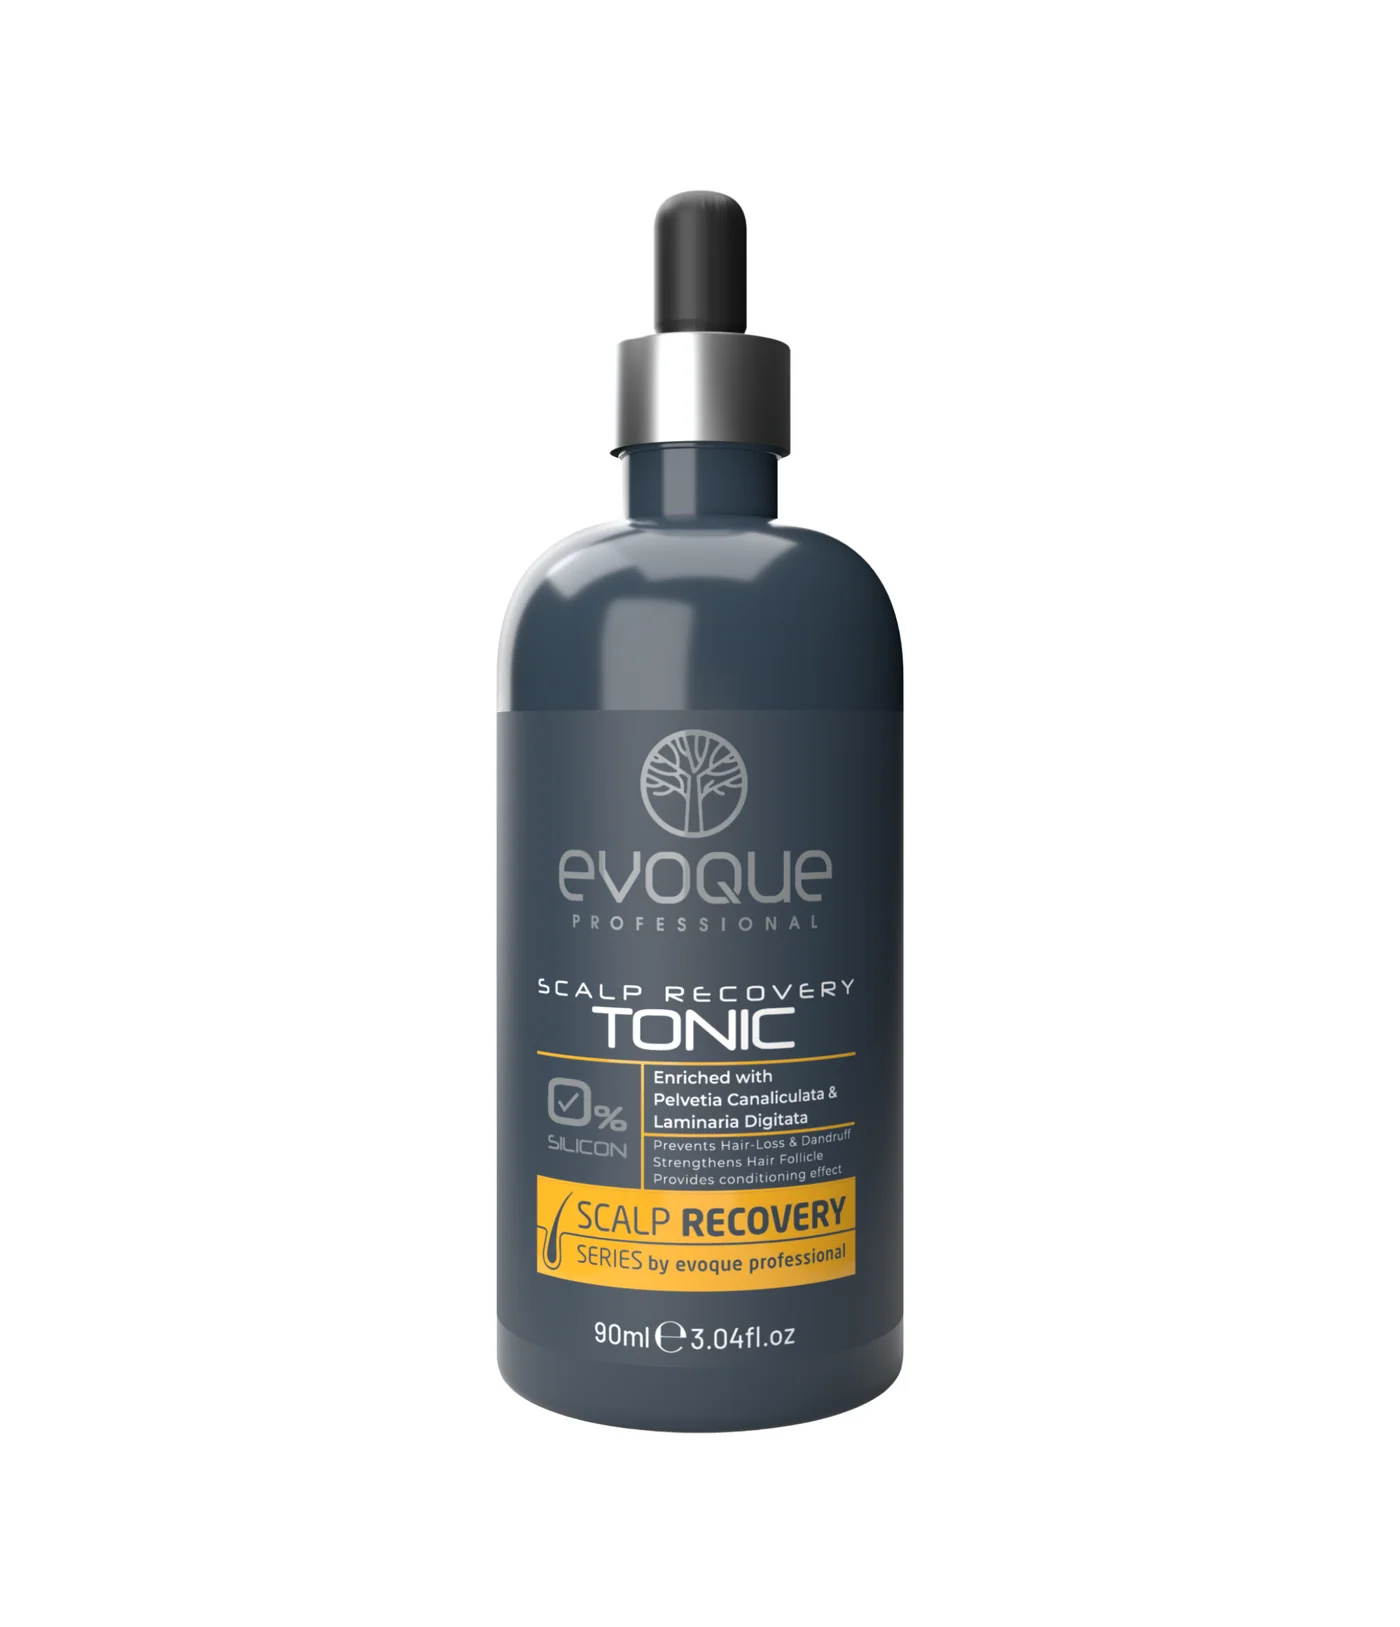 evoque
PROFESSIONAL
SCALP RECOVERY
TONIC
0%
SILICON
Enriched with
Pelvetia Canaliculata &
Laminaria Digitata
Prevents Hair-Loss & Dandruff
Strengthens Hair Follicle
Provides conditioning effect
SCALP RECOVERY
SERIES by evoque professional
90ml ℮ 3.04fl.oz